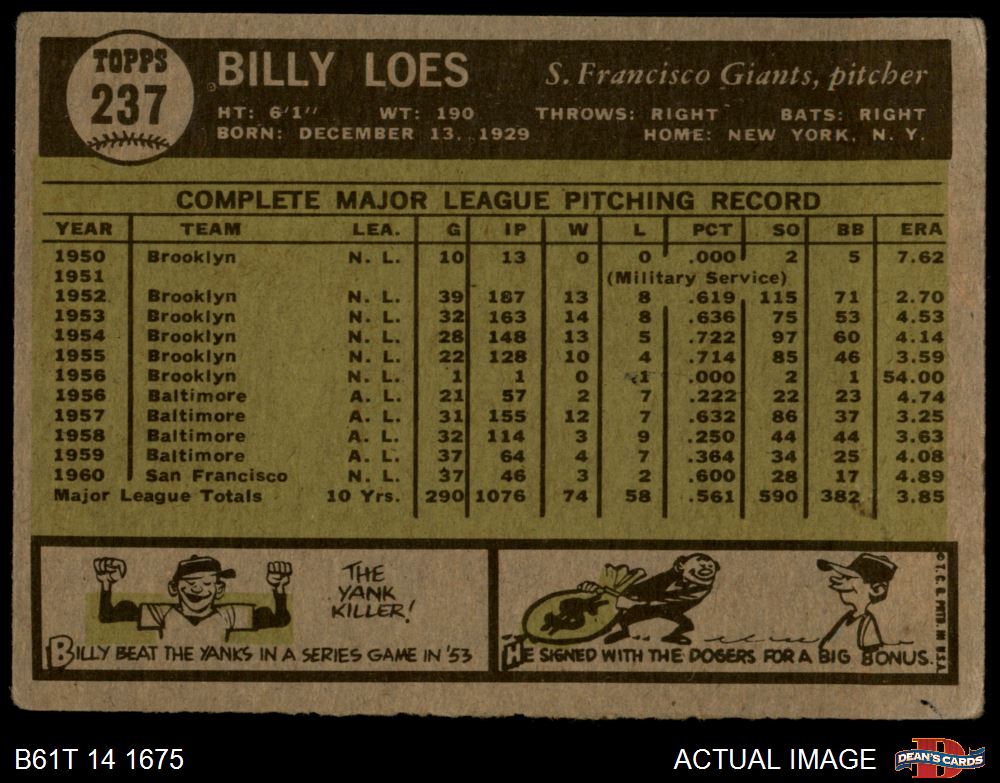 TOPPS
237
BILLY LOES S. Francisco Giants, pitcher
HT: 6'1" WT: 190 THROWS: RIGHT BATS: RIGHT
BORN: DECEMBER 13, 1929 HOME: NEW YORK, N. Y.
COMPLETE MAJOR LEAGUE PITCHING RECORD
YEAR TEAM LEA. G IP W L PCT SO BB ERA
1950 Brooklyn N. L. 10 13 0 0 .000 2 5 7.62
1951 (Military Service)
1952 Brooklyn N. L. 39 187 13 8 .619 115 71 2.70
1953 Brooklyn N. L. 32 163 14 8 .636 75 53 4.53
1954 Brooklyn N. L. 28 148 13 5 .722 97 60 4.14
1955 Brooklyn N. L. 22 128 10 4 .714 85 46 3.59
1956 Brooklyn N. L. 1 1 0 1 .000 2 1 54.00
1956 Baltimore A. L. 21 57 2 7 .222 22 23 4.74
1957 Baltimore A. L. 31 155 12 7 .632 86 37 3.25
1958 Baltimore A. L. 32 114 3 9 .250 44 44 3.63
1959 Baltimore A. L. 37 64 4 7 .364 34 25 4.08
1960 San Francisco N. L. 37 46 3 2 .600 28 17 4.89
Major League Totals 10 Yrs. 290 1076 74 58 .561 590 382 3.85
THE
YANK
KILLER!
BILLY BEAT THE YANKS IN A SERIES GAME IN '53
HE SIGNED WITH THE DOGERS FOR A BIG BONUS.
© T. C. G. PRTD. IN U.S.A.
B61T 14 1675
ACTUAL IMAGE
DEAN'S CARDS